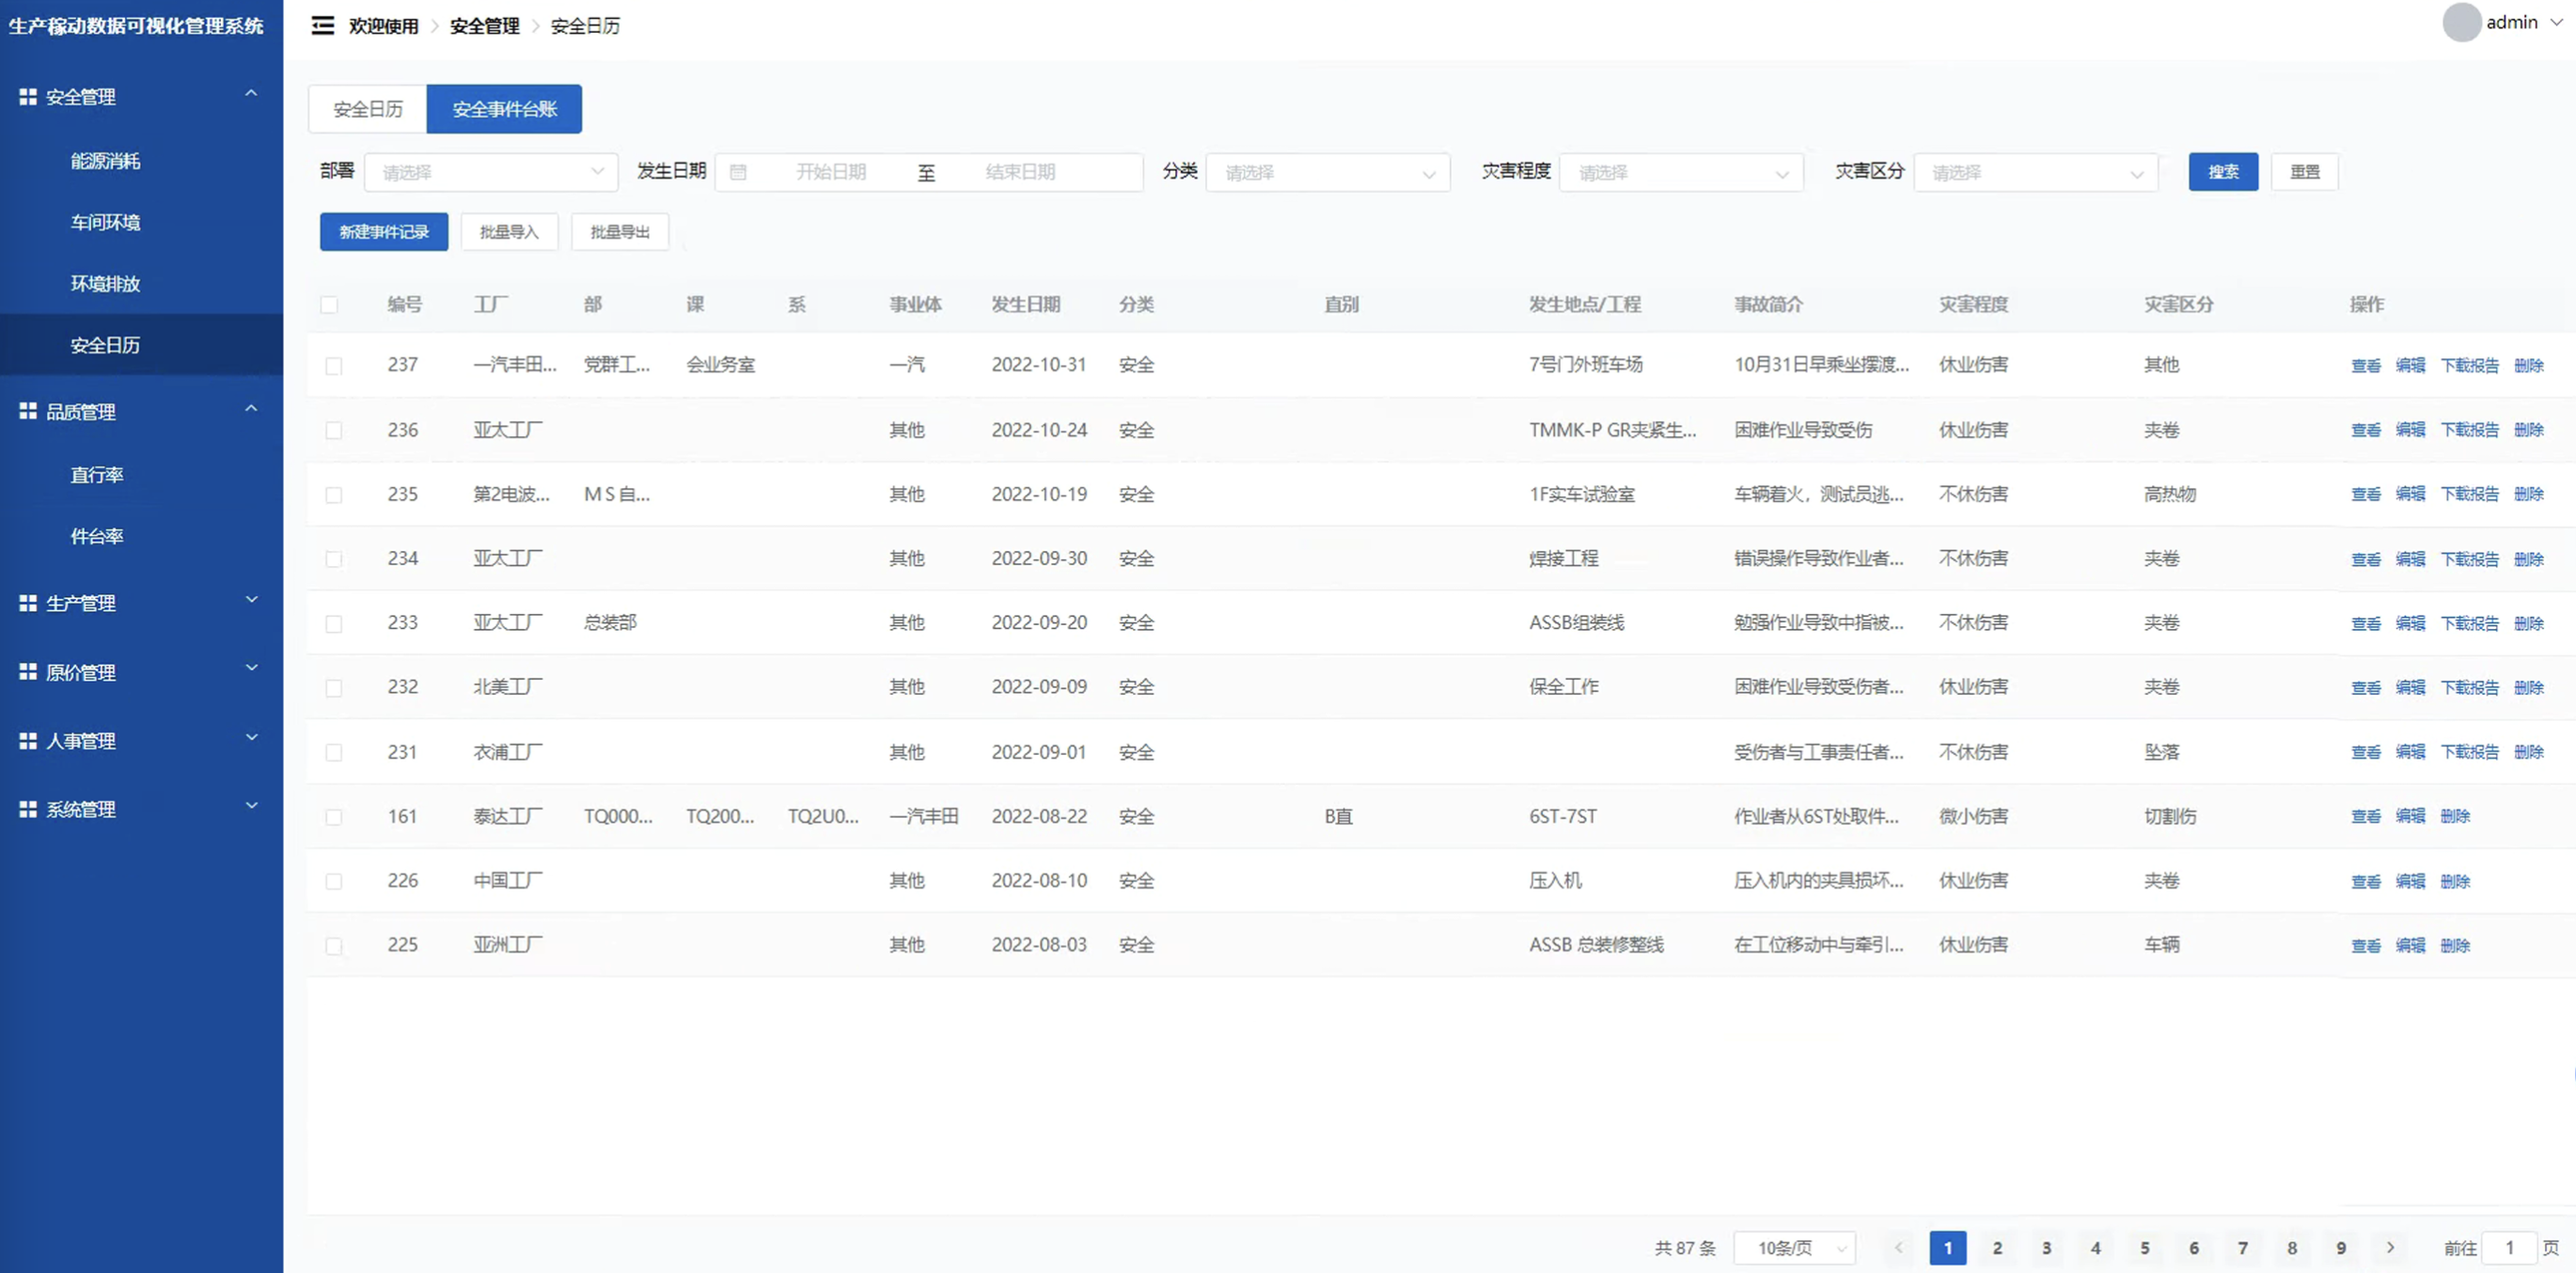 生产稼动数据可视化管理系统
欢迎使用 > 安全管理 > 安全日历
admin
安全管理
能源消耗
车间环境
环境排放
安全日历
品质管理
直行率
件台率
生产管理
原价管理
人事管理
系统管理
安全日历 安全事件台账
部署 请选择 发生日期 开始日期 至 结束日期 分类 请选择 灾害程度 请选择 灾害区分 请选择 搜索 重置
新建事件记录 批量导入 批量导出
编号 工厂 部 课 系 事业体 发生日期 分类 直别 发生地点/工程 事故简介 灾害程度 灾害区分 操作
237 一汽丰田... 党群工... 会业务室 一汽 2022-10-31 安全 7号门外班车场 10月31日早乘坐摆渡... 休业伤害 其他 查看 编辑 下载报告 删除
236 亚太工厂 其他 2022-10-24 安全 TMMK-P GR夹紧生... 困难作业导致受伤 休业伤害 夹卷 查看 编辑 下载报告 删除
235 第2电波... M S 自... 其他 2022-10-19 安全 1F实车试验室 车辆着火，测试员逃... 不休伤害 高热物 查看 编辑 下载报告 删除
234 亚太工厂 其他 2022-09-30 安全 焊接工程 错误操作导致作业者... 不休伤害 夹卷 查看 编辑 下载报告 删除
233 亚太工厂 总装部 其他 2022-09-20 安全 ASSB组装线 勉强作业导致中指被... 不休伤害 夹卷 查看 编辑 下载报告 删除
232 北美工厂 其他 2022-09-09 安全 保全工作 困难作业导致受伤者... 休业伤害 夹卷 查看 编辑 下载报告 删除
231 衣浦工厂 其他 2022-09-01 安全 受伤者与工事责任者... 不休伤害 坠落 查看 编辑 下载报告 删除
161 泰达工厂 TQ000... TQ200... TQ2U0... 一汽丰田 2022-08-22 安全 B直 6ST-7ST 作业者从6ST处取件... 微小伤害 切割伤 查看 编辑 删除
226 中国工厂 其他 2022-08-10 安全 压入机 压入机内的夹具损坏... 休业伤害 夹卷 查看 编辑 删除
225 亚洲工厂 其他 2022-08-03 安全 ASSB 总装修整线 在工位移动中与牵引... 休业伤害 车辆 查看 编辑 删除
共 87 条 10条/页 < 1 2 3 4 5 6 7 8 9 > 前往 1 页